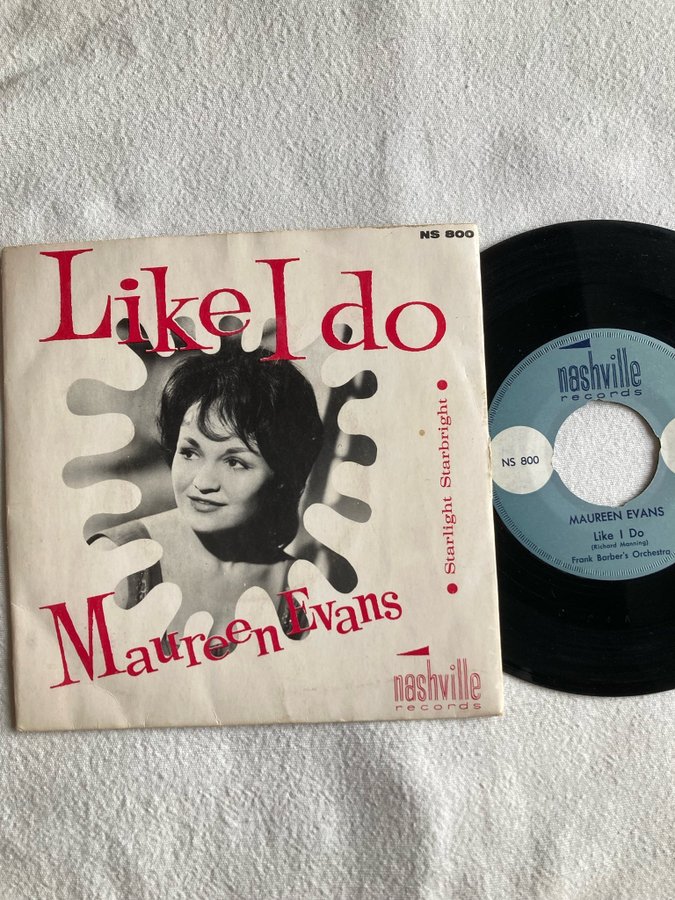 NS 800
Like I do
• Starlight Starbright •
Maureen Evans
nashville
records
nashville
records
NS 800
MAUREEN EVANS
Like I Do
(Richard Manning)
Frank Barber's Orchestra